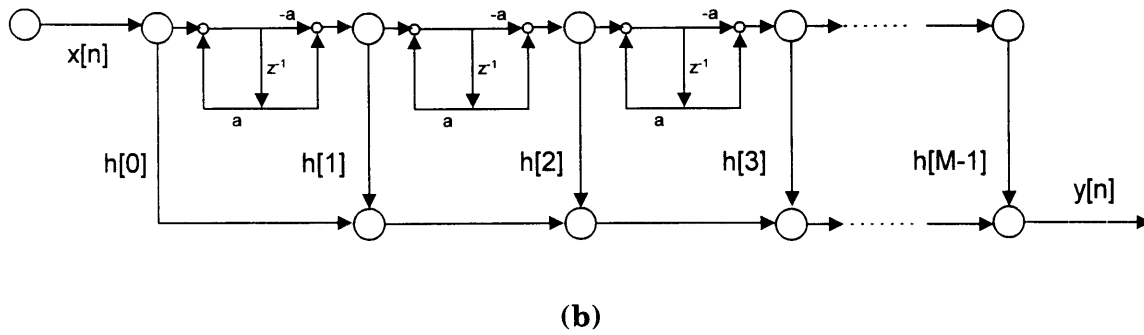 -a -a -a
x[n] z⁻¹ z⁻¹ z⁻¹
a a a
h[0] h[1] h[2] h[3] h[M-1] y[n]
(b)